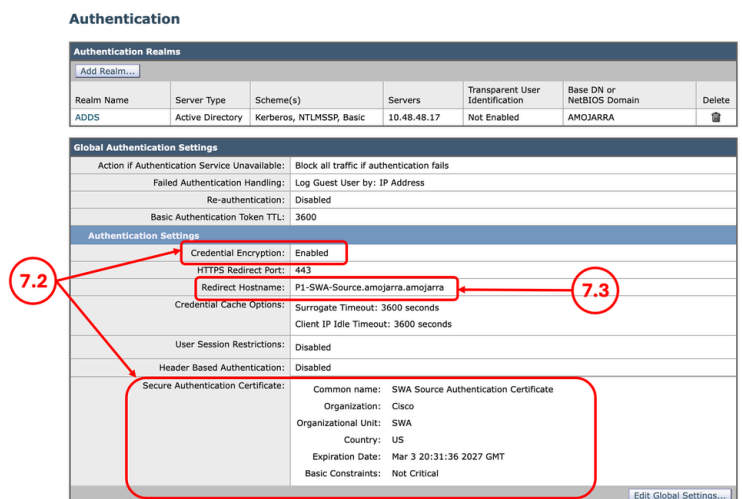 Authentication
Authentication Realms
Add Realm...
Realm Name Server Type Scheme(s) Servers Transparent User Identification Base DN or NetBIOS Domain Delete
ADDS Active Directory Kerberos, NTLMSSP, Basic 10.48.48.17 Not Enabled AMOJARRA
Global Authentication Settings
Action if Authentication Service Unavailable: Block all traffic if authentication fails
Failed Authentication Handling: Log Guest User by: IP Address
Re-authentication: Disabled
Basic Authentication Token TTL: 3600
Authentication Settings
Credential Encryption: Enabled
HTTPS Redirect Port: 443
7.2
Redirect Hostname: P1-SWA-Source.amojarra.amojarra
7.3
Credential Cache Options: Surrogate Timeout: 3600 seconds
Client IP Idle Timeout: 3600 seconds
User Session Restrictions: Disabled
Header Based Authentication: Disabled
Secure Authentication Certificate: Common name: SWA Source Authentication Certificate
Organization: Cisco
Organizational Unit: SWA
Country: US
Expiration Date: Mar 3 20:31:36 2027 GMT
Basic Constraints: Not Critical
Edit Global Settings...